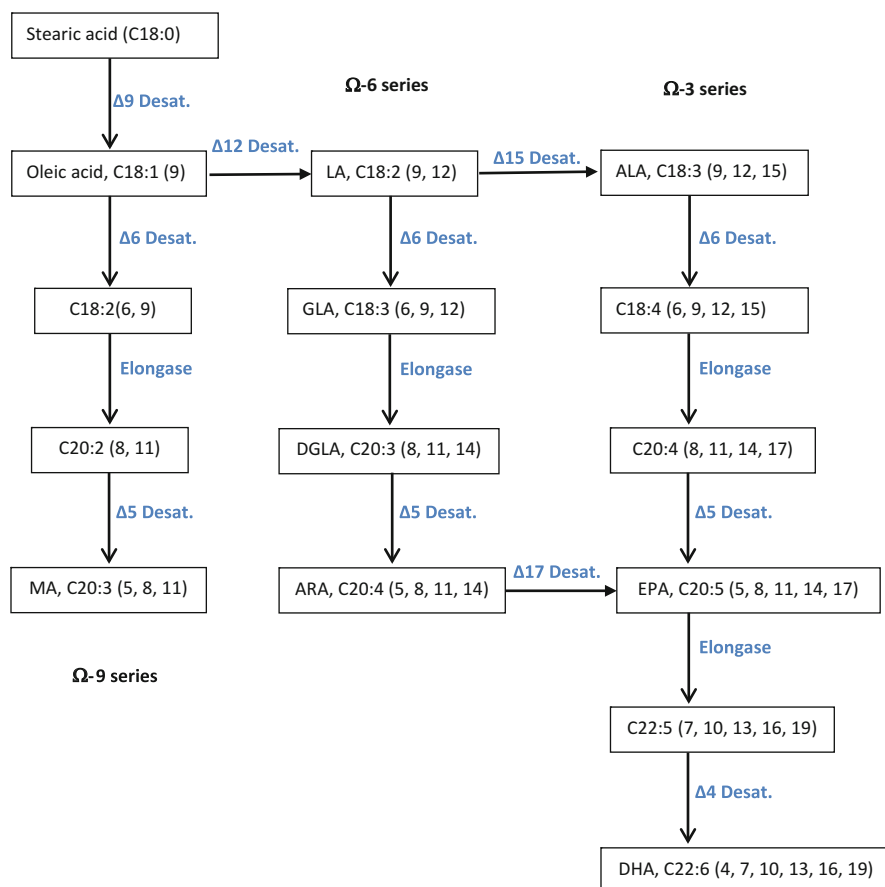 Stearic acid (C18:0)
Δ9 Desat.
Ω-6 series
Ω-3 series
Oleic acid, C18:1 (9)
Δ12 Desat.
LA, C18:2 (9, 12)
Δ15 Desat.
ALA, C18:3 (9, 12, 15)
Δ6 Desat.
Δ6 Desat.
Δ6 Desat.
C18:2(6, 9)
GLA, C18:3 (6, 9, 12)
C18:4 (6, 9, 12, 15)
Elongase
Elongase
Elongase
C20:2 (8, 11)
DGLA, C20:3 (8, 11, 14)
C20:4 (8, 11, 14, 17)
Δ5 Desat.
Δ5 Desat.
Δ5 Desat.
MA, C20:3 (5, 8, 11)
ARA, C20:4 (5, 8, 11, 14)
Δ17 Desat.
EPA, C20:5 (5, 8, 11, 14, 17)
Ω-9 series
Elongase
C22:5 (7, 10, 13, 16, 19)
Δ4 Desat.
DHA, C22:6 (4, 7, 10, 13, 16, 19)